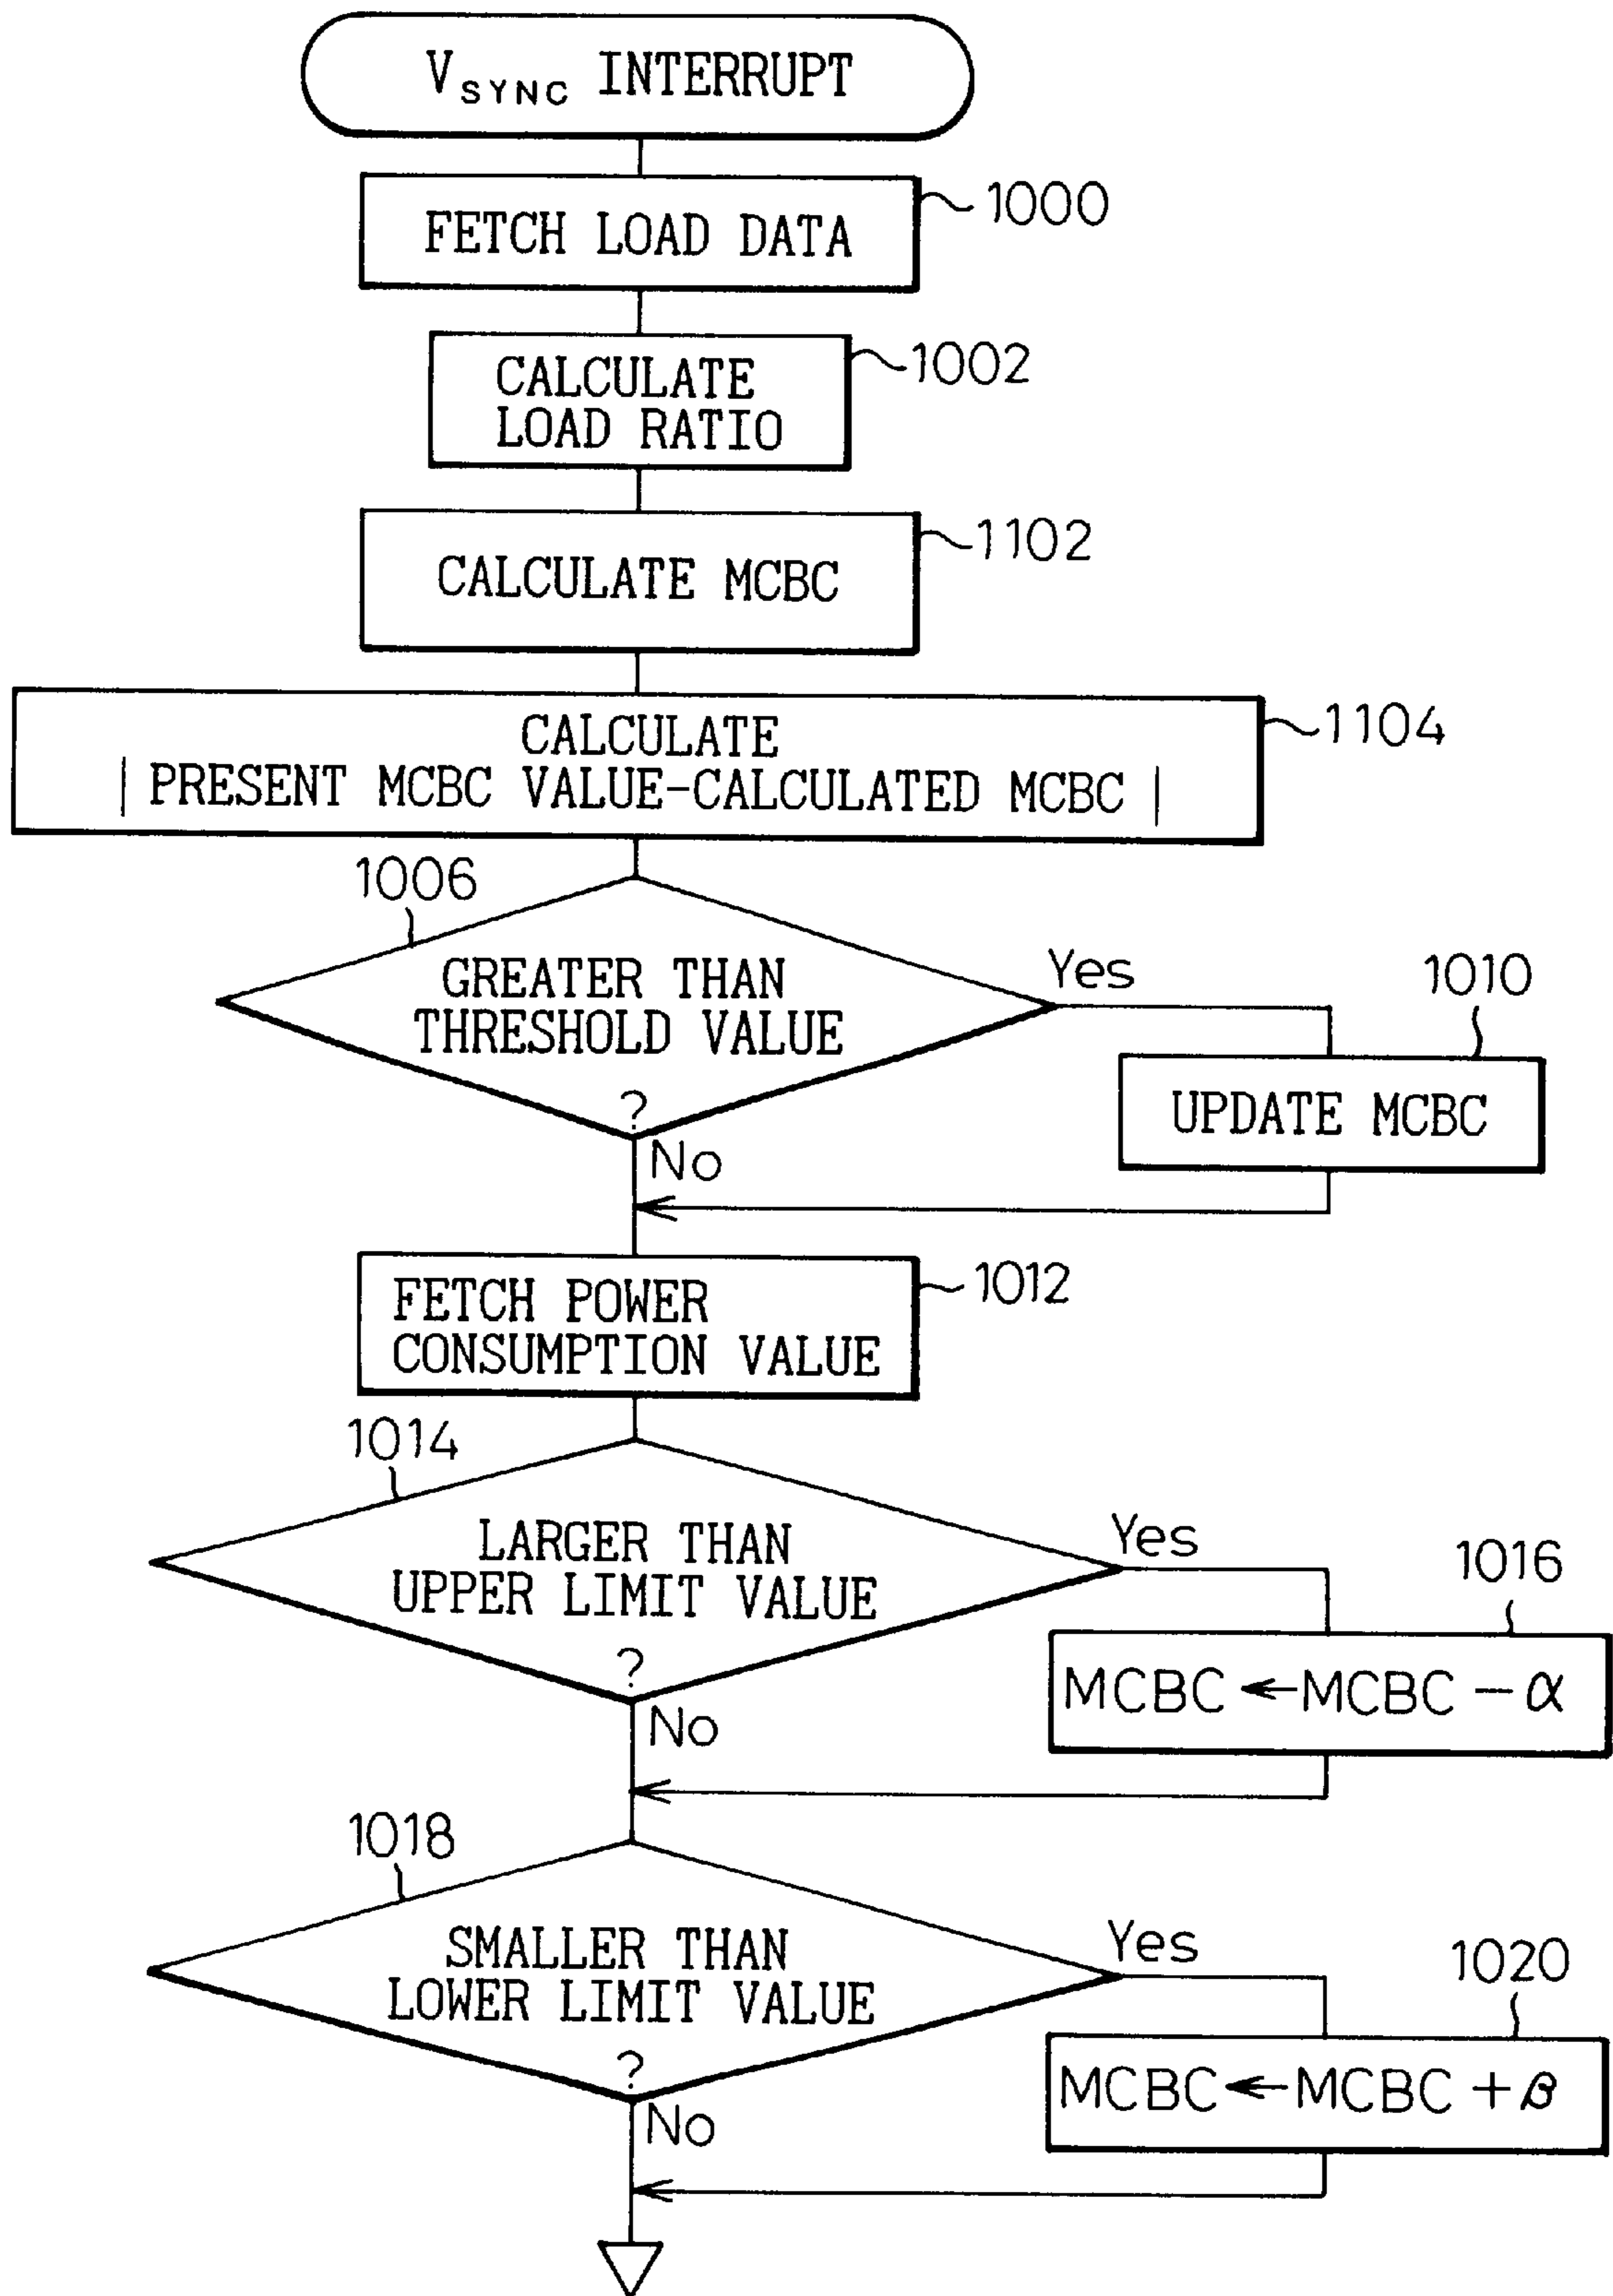 VSYNC INTERRUPT
1000
FETCH LOAD DATA
1002
CALCULATE
LOAD RATIO
1102
CALCULATE MCBC
1104
CALCULATE
| PRESENT MCBC VALUE-CALCULATED MCBC |
1006
GREATER THAN
THRESHOLD VALUE
?
Yes
1010
UPDATE MCBC
No
1012
FETCH POWER
CONSUMPTION VALUE
1014
LARGER THAN
UPPER LIMIT VALUE
?
Yes
1016
MCBC ← MCBC − α
No
1018
SMALLER THAN
LOWER LIMIT VALUE
?
Yes
1020
MCBC ← MCBC + β
No